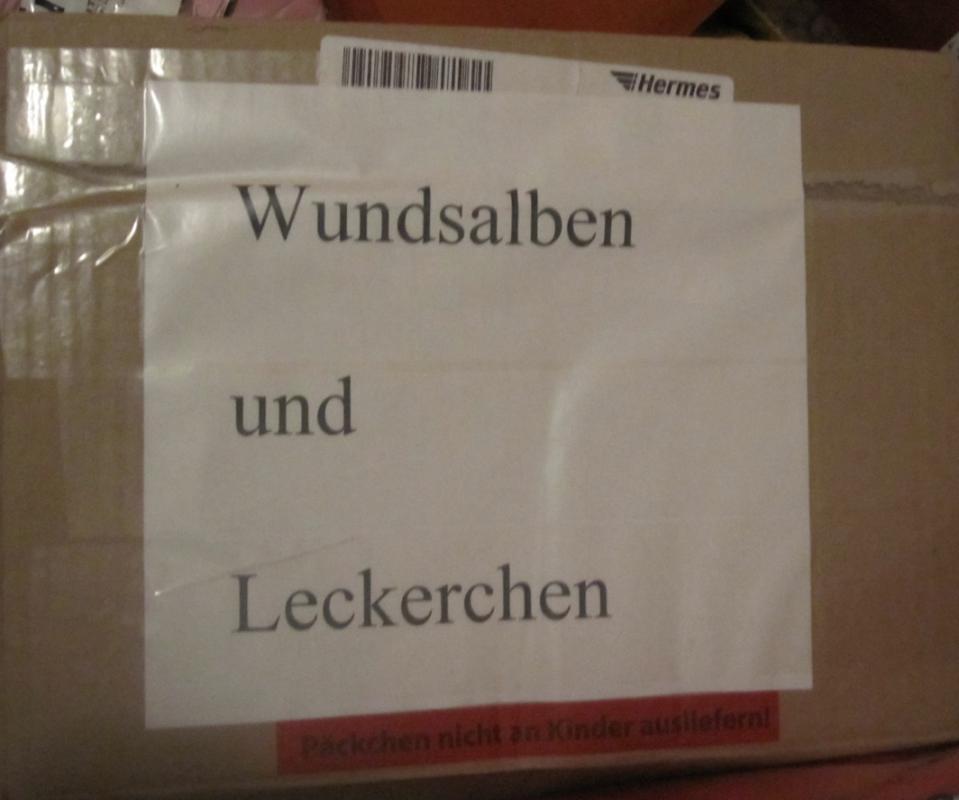 Hermes
Wundsalben
und
Leckerchen
Päckchen nicht an Kinder ausliefern!